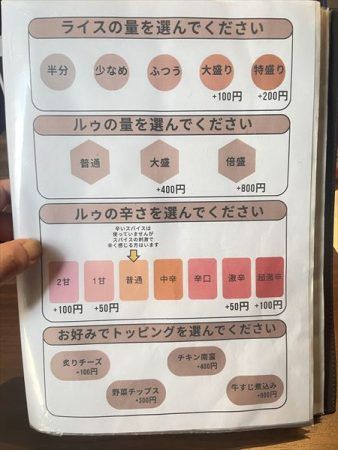 ライスの量を選んでください
半分 少なめ ふつう 大盛り 特盛り
+100円 +200円
ルゥの量を選んでください
普通 大盛 倍盛
+400円 +800円
ルゥの辛さを選んでください
辛いスパイスは
使っていませんが
スパイスの刺激で
辛く感じる方はいます
2甘 1甘 普通 中辛 辛口 激辛 超激辛
+100円 +50円 +50円 +100円
お好みでトッピングを選んでください
炙りチーズ
+100円
チキン南蛮
+400円
野菜チップス
+300円
牛すじ煮込み